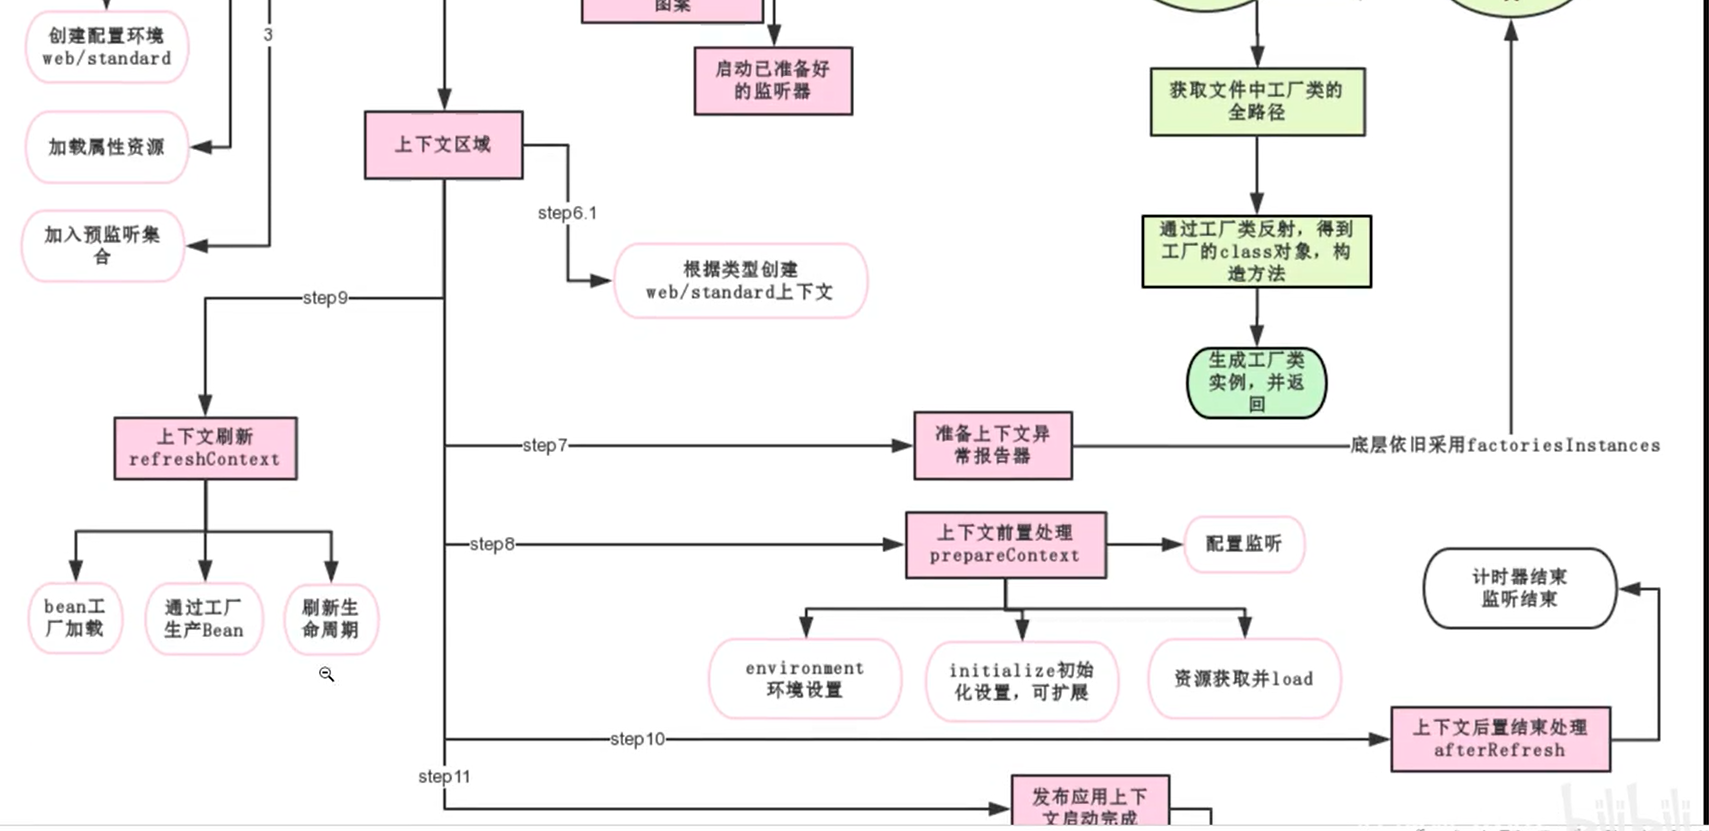 图案
创建配置环境
web/standard
3
启动已准备好
的监听器
获取文件中工厂类的
全路径
加载属性资源
上下文区域
step6.1
加入预监听集
合
通过工厂类反射，得到
工厂的class对象，构
造方法
根据类型创建
web/standard上下文
step9
生成工厂类
实例，并返
回
上下文刷新
refreshContext
step7
准备上下文异
常报告器
底层依旧采用factoriesInstances
step8
上下文前置处理
prepareContext
配置监听
计时器结束
监听结束
bean工
厂加载
通过工厂
生产Bean
刷新生
命周期
environment
环境设置
initialize初始
化设置，可扩展
资源获取并load
step10
上下文后置结束处理
afterRefresh
step11
发布应用上下
文启动完成
bilibili